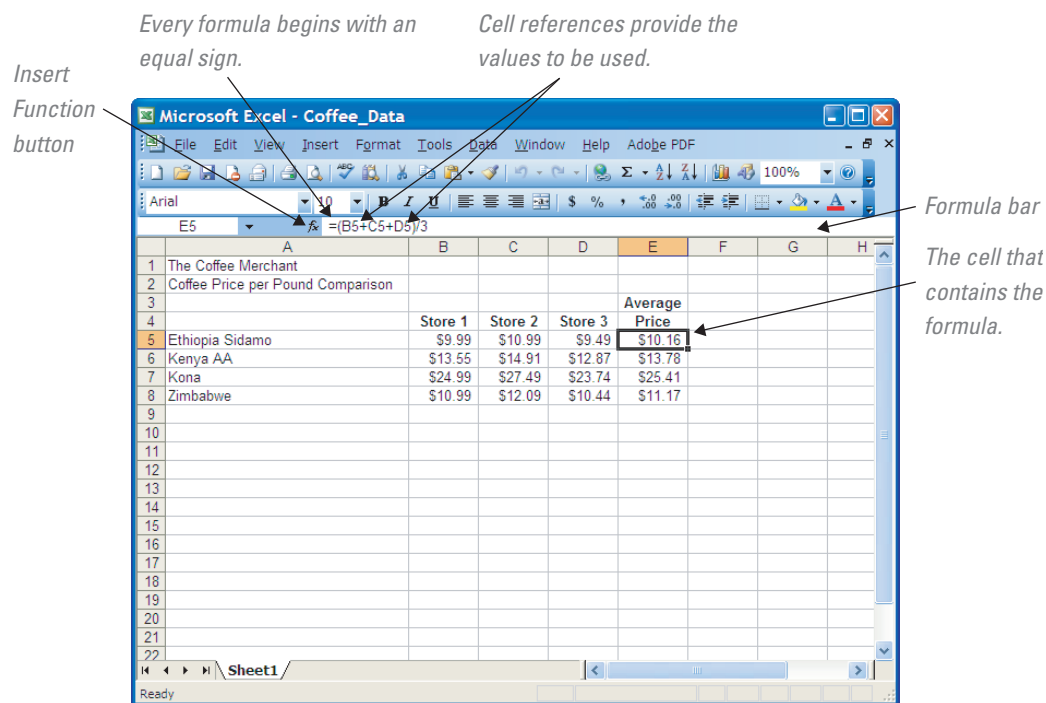 Every formula begins with an
equal sign.
Cell references provide the
values to be used.
Insert
Function
button
Microsoft Excel - Coffee_Data
File Edit View Insert Format Tools Data Window Help Adobe PDF
100%
Arial 10 B I U $ % , .00
E5 fx =(B5+C5+D5)/3
Formula bar
A B C D E F G H
The cell that
contains the
formula.
1 The Coffee Merchant
2 Coffee Price per Pound Comparison
3 Average
4 Store 1 Store 2 Store 3 Price
5 Ethiopia Sidamo $9.99 $10.99 $9.49 $10.16
6 Kenya AA $13.55 $14.91 $12.87 $13.78
7 Kona $24.99 $27.49 $23.74 $25.41
8 Zimbabwe $10.99 $12.09 $10.44 $11.17
9
10
11
12
13
14
15
16
17
18
19
20
21
22
Sheet1
Ready